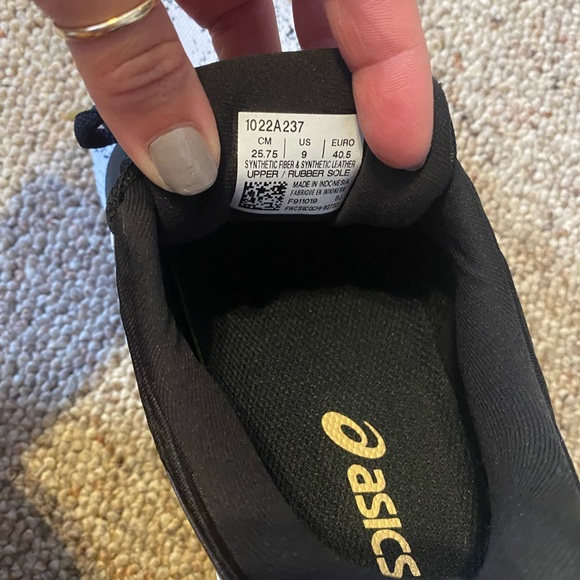 1022A237
CM US EURO
25.75 9 40.5
SYNTHETIC FIBER & SYNTHETIC LEATHER
UPPER / RUBBER SOLE
MADE IN INDONESIA
FABRIQUE EN INDONESIE
F911019
asics